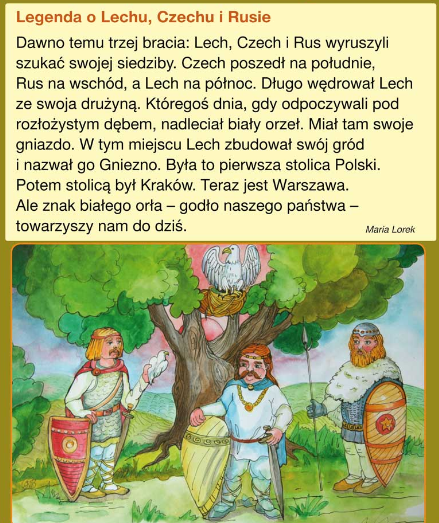 Legenda o Lechu, Czechu i Rusie
Dawno temu trzej bracia: Lech, Czech i Rus wyruszyli
szukać swojej siedziby. Czech poszedł na południe,
Rus na wschód, a Lech na północ. Długo wędrował Lech
ze swoja drużyną. Któregoś dnia, gdy odpoczywali pod
rozłożystym dębem, nadleciał biały orzeł. Miał tam swoje
gniazdo. W tym miejscu Lech zbudował swój gród
i nazwał go Gniezno. Była to pierwsza stolica Polski.
Potem stolicą był Kraków. Teraz jest Warszawa.
Ale znak białego orła – godło naszego państwa –
towarzyszy nam do dziś.
Maria Lorek